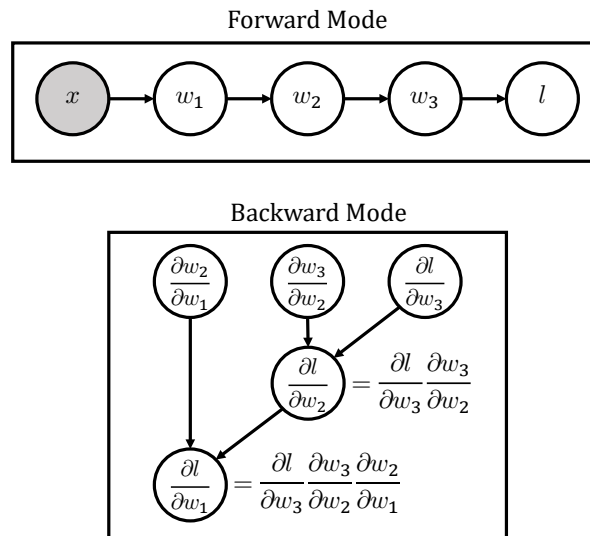 Forward Mode
x w₁ w₂ w₃ l
Backward Mode
∂w₂/∂w₁ ∂w₃/∂w₂ ∂l/∂w₃
∂l/∂w₂ = ∂l/∂w₃ ∂w₃/∂w₂
∂l/∂w₁ = ∂l/∂w₃ ∂w₃/∂w₂ ∂w₂/∂w₁